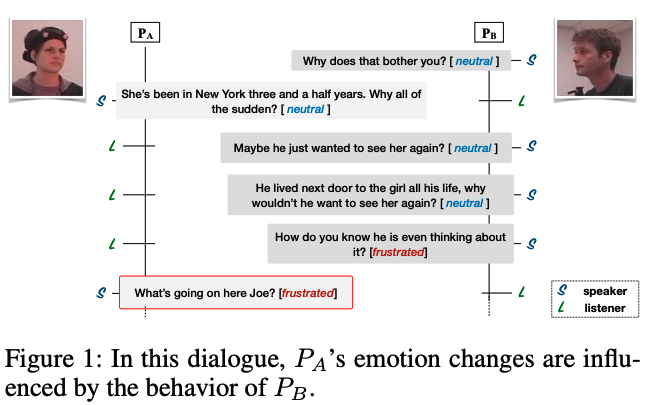 P_A
P_B
Why does that bother you? [ neutral ]
S
S
She’s been in New York three and a half years. Why all of
the sudden? [ neutral ]
L
L
Maybe he just wanted to see her again? [ neutral ]
S
L
He lived next door to the girl all his life, why
wouldn’t he want to see her again? [ neutral ]
S
L
How do you know he is even thinking about
it? [frustrated]
S
S
What’s going on here Joe? [frustrated]
L
S speaker
L listener
Figure 1: In this dialogue, P_A’s emotion changes are influ-
enced by the behavior of P_B.